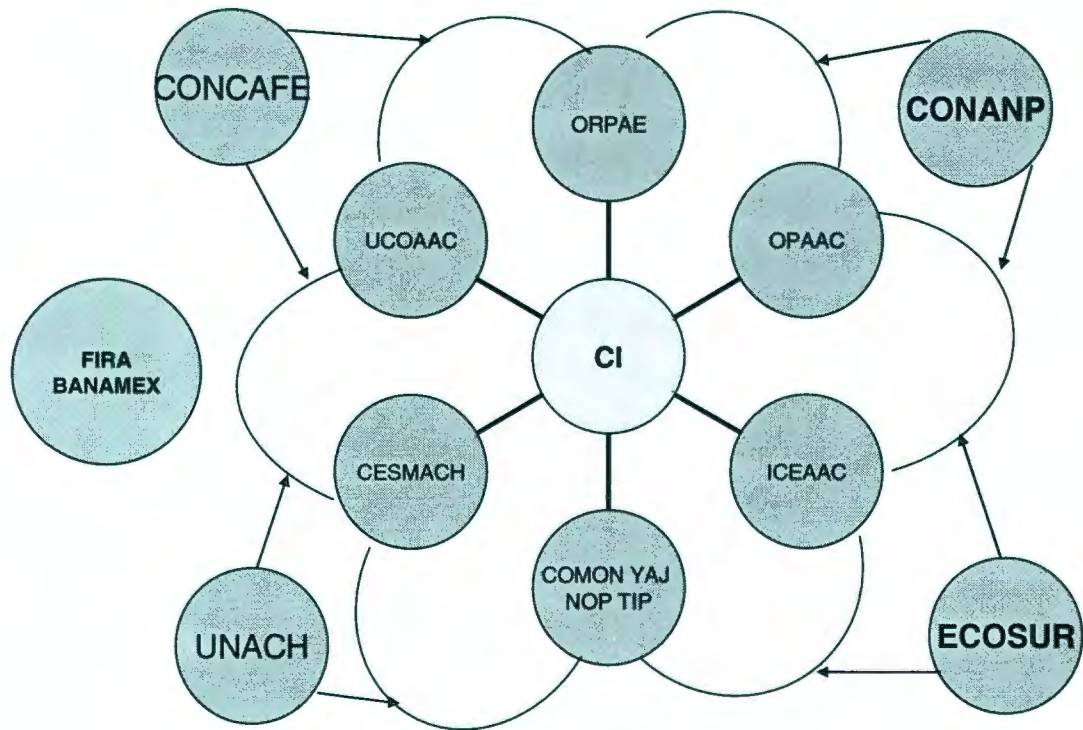 CONCAFE
ORPAE
CONANP
UCOAAC
OPAAC
FIRA
BANAMEX
CI
CESMACH
ICEAAC
COMON YAJ
NOP TIP
UNACH
ECOSUR